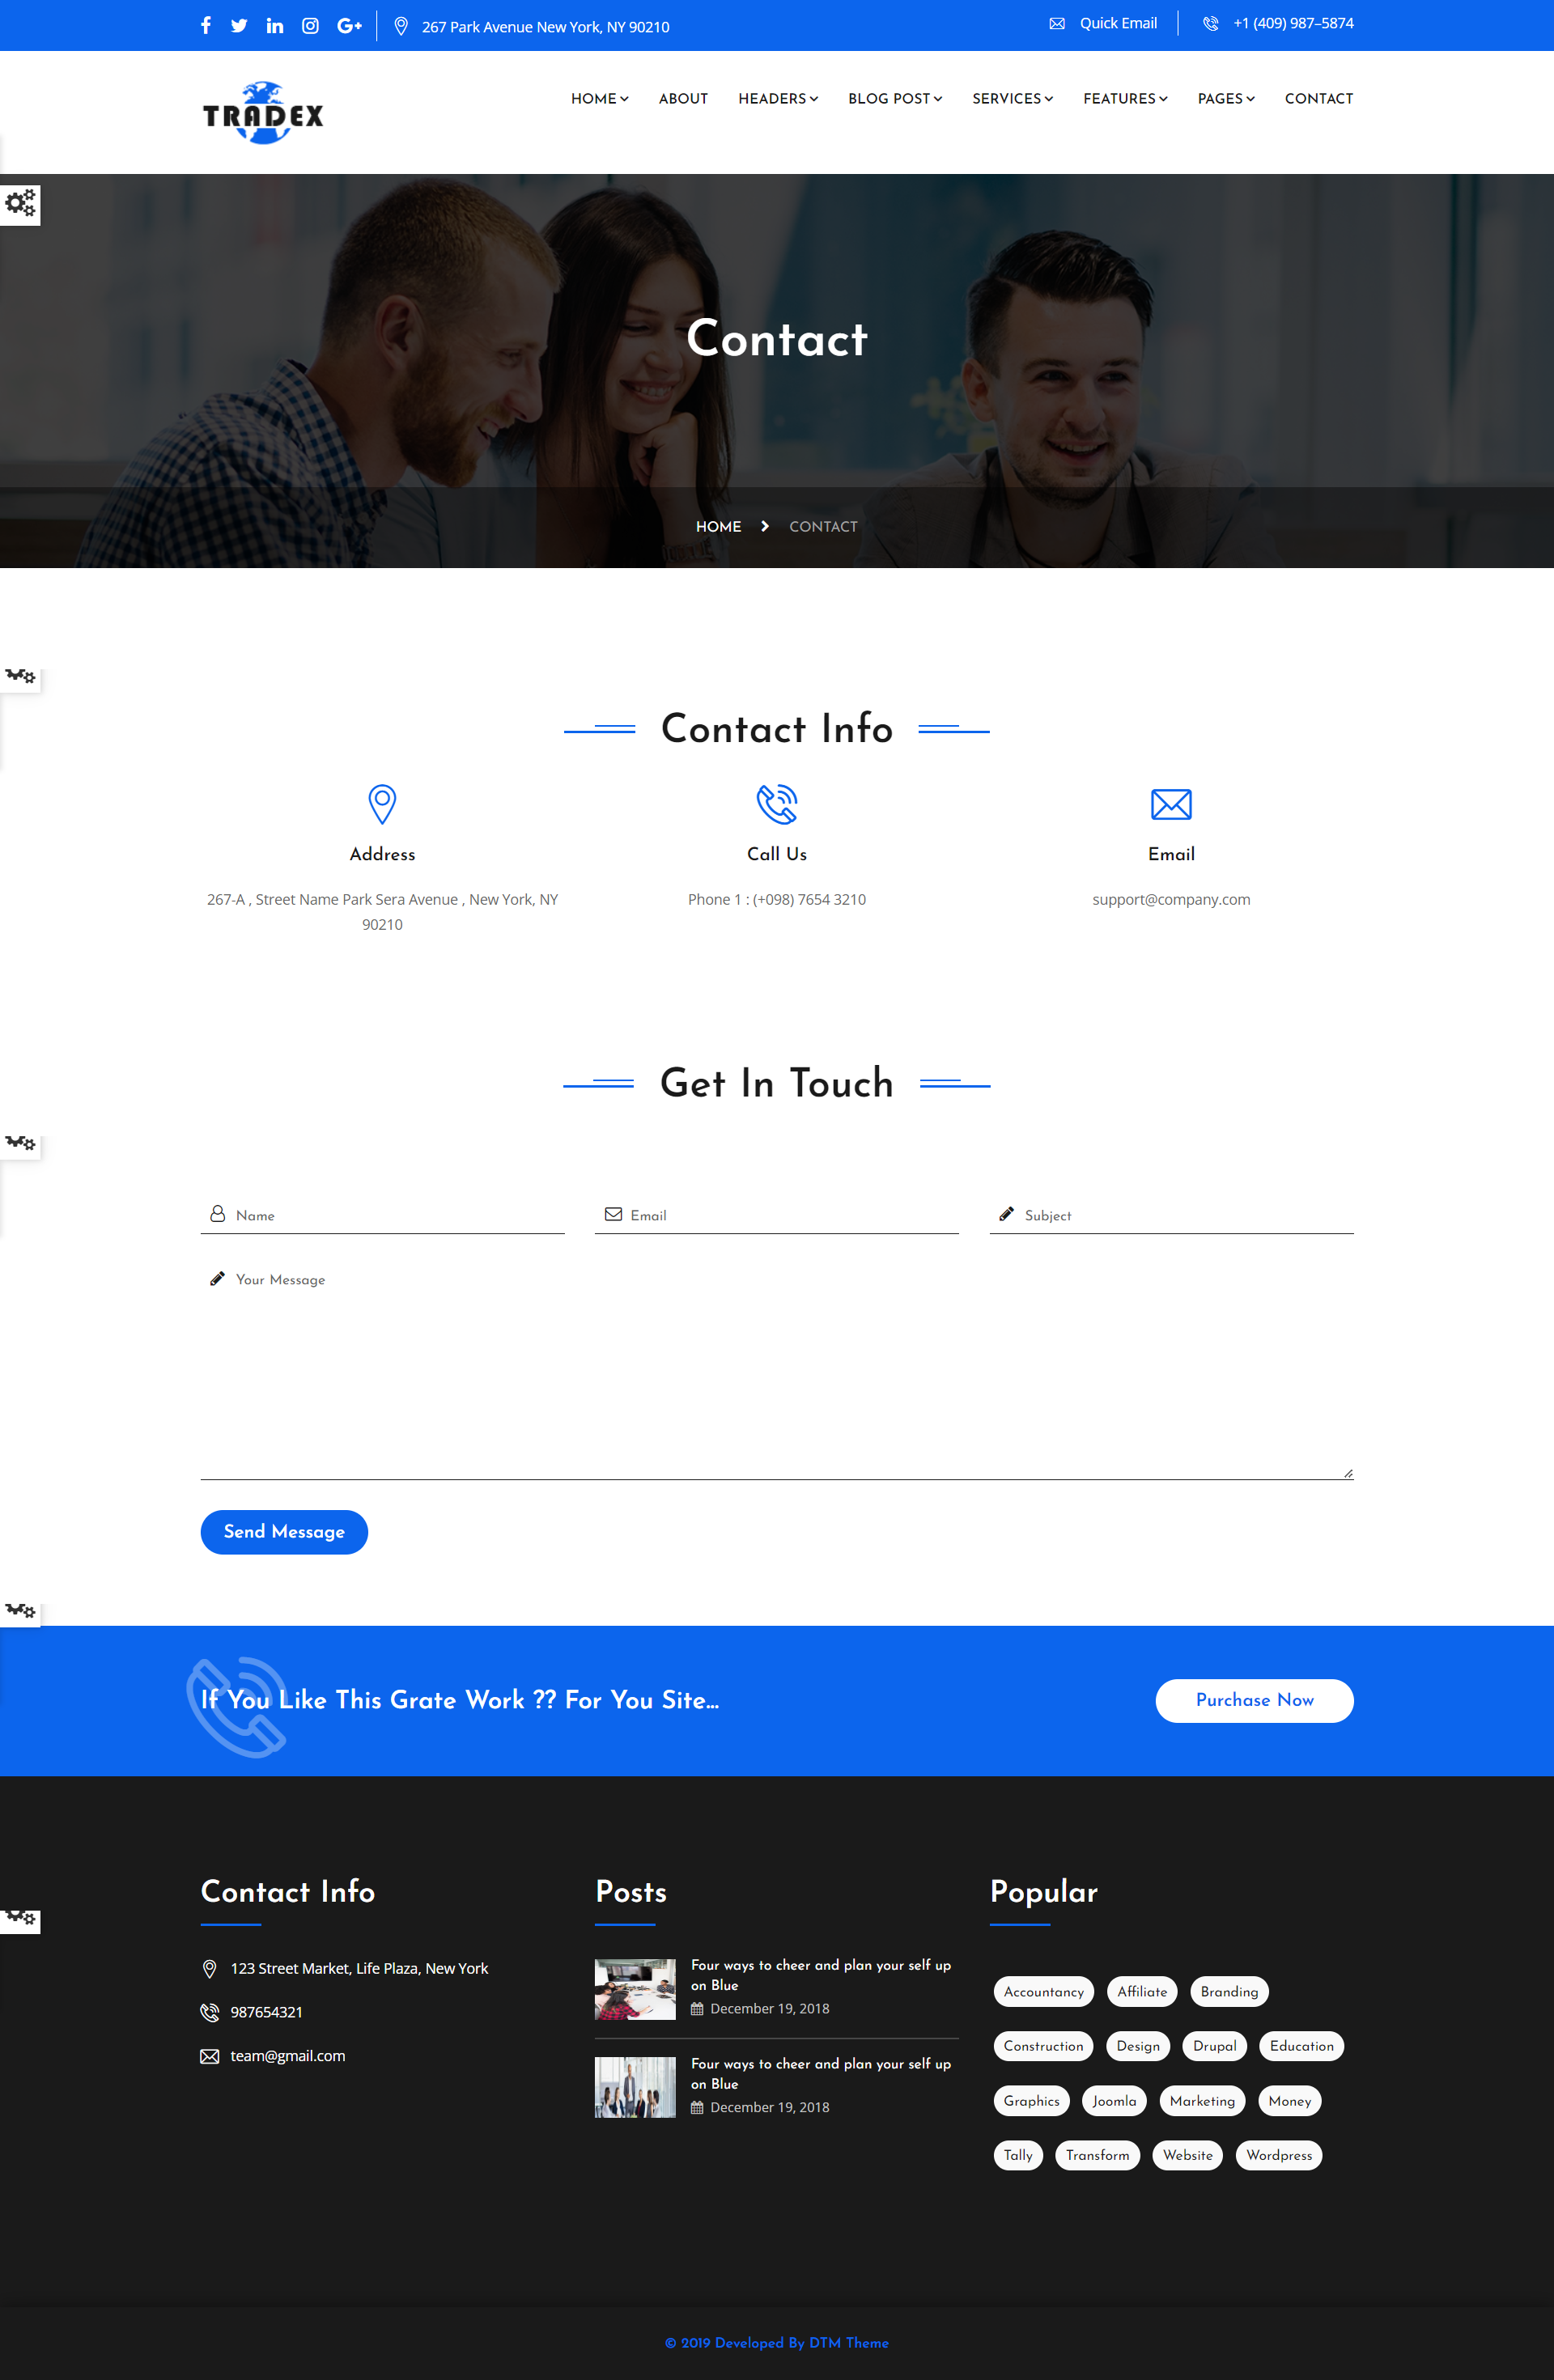 267 Park Avenue New York, NY 90210
Quick Email
+1 (409) 987–5874
TRADEX
HOME
ABOUT
HEADERS
BLOG POST
SERVICES
FEATURES
PAGES
CONTACT
Contact
HOME
CONTACT
Contact Info
Address
Call Us
Email
267-A , Street Name Park Sera Avenue , New York, NY
90210
Phone 1 : (+098) 7654 3210
support@company.com
Get In Touch
Name
Email
Subject
Your Message
Send Message
If You Like This Grate Work ?? For You Site...
Purchase Now
Contact Info
123 Street Market, Life Plaza, New York
987654321
team@gmail.com
Posts
Four ways to cheer and plan your self up
on Blue
December 19, 2018
Four ways to cheer and plan your self up
on Blue
December 19, 2018
Popular
Accountancy
Affiliate
Branding
Construction
Design
Drupal
Education
Graphics
Joomla
Marketing
Money
Tally
Transform
Website
Wordpress
© 2019 Developed By DTM Theme